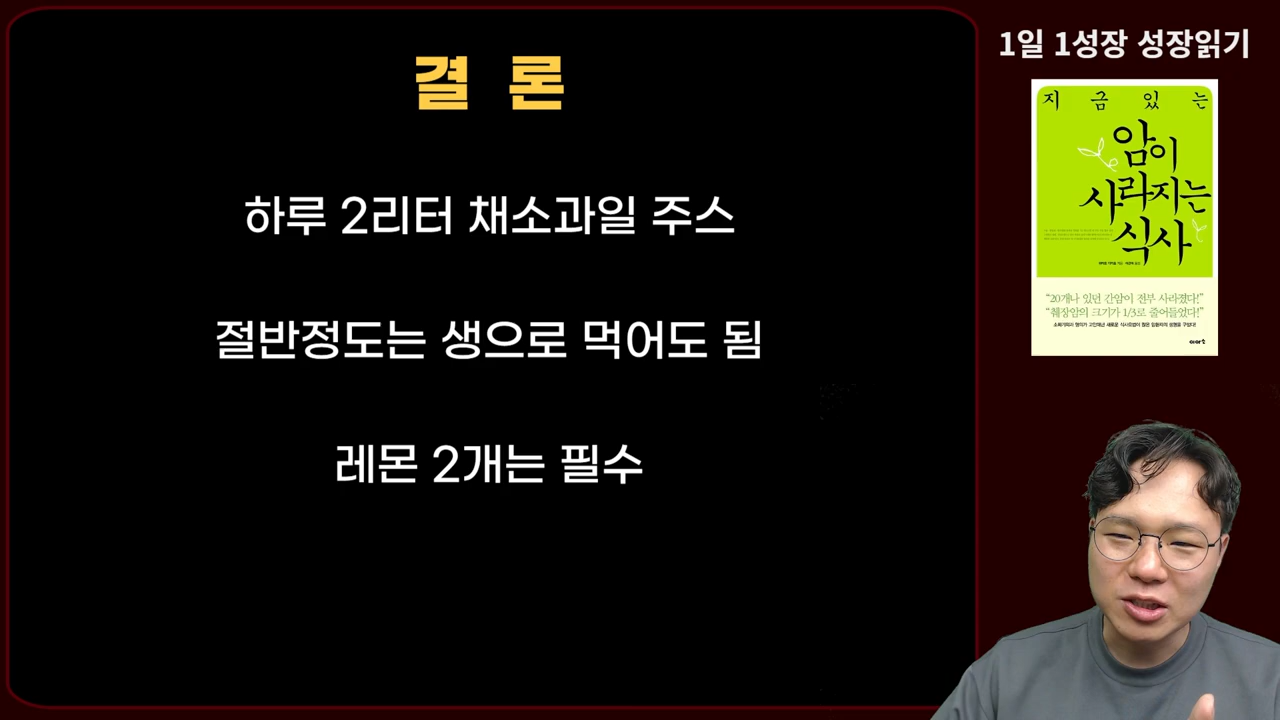 결 론
하루 2리터 채소과일 주스
절반정도는 생으로 먹어도 됨
레몬 2개는 필수
1일 1성장 성장읽기
지금있는
암이
사라지는
식사
“20개나 있던 간암이 전부 사라졌다!”
“췌장암의 크기가 1/3로 줄어들었다!”